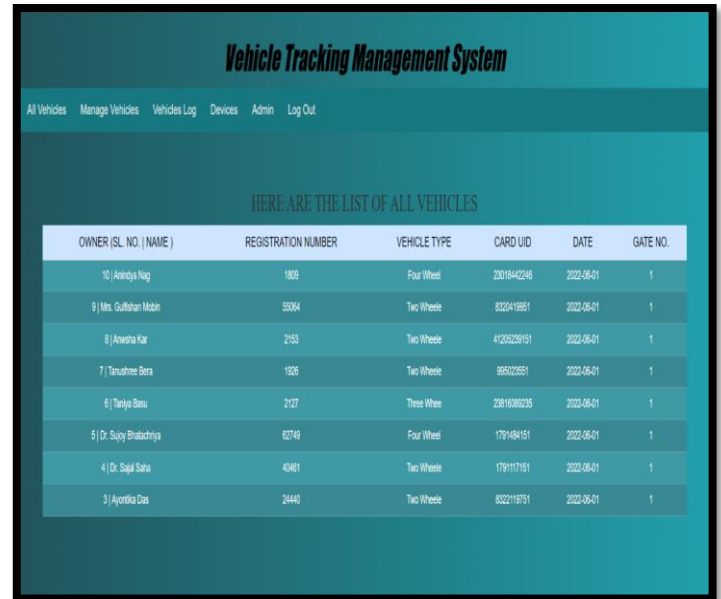 Vehicle Tracking Management System
All Vehicles Manage Vehicles Vehicles Log Devices Admin Log Out
HERE ARE THE LIST OF ALL VEHICLES
OWNER (SL. NO. | NAME ) REGISTRATION NUMBER VEHICLE TYPE CARD UID DATE GATE NO.
10 | Anindya Nag 1809 Four Wheel 23018442246 2022-06-01 1
9 | Mrs. Gulfishan Mobin 55064 Two Wheele 8320419951 2022-06-01 1
8 | Anwsha Kar 2153 Two Wheele 41205239151 2022-06-01 1
7 | Tanushree Bera 1926 Two Wheele 995023551 2022-06-01 1
6 | Taniya Basu 2127 Three Whee 23816089235 2022-06-01 1
5 | Dr. Sujoy Bhatachriya 62749 Four Wheel 1791484151 2022-06-01 1
4 | Dr. Sajal Saha 40461 Two Wheele 1791117151 2022-06-01 1
3 | Ayontika Das 24440 Two Wheele 8322119751 2022-06-01 1